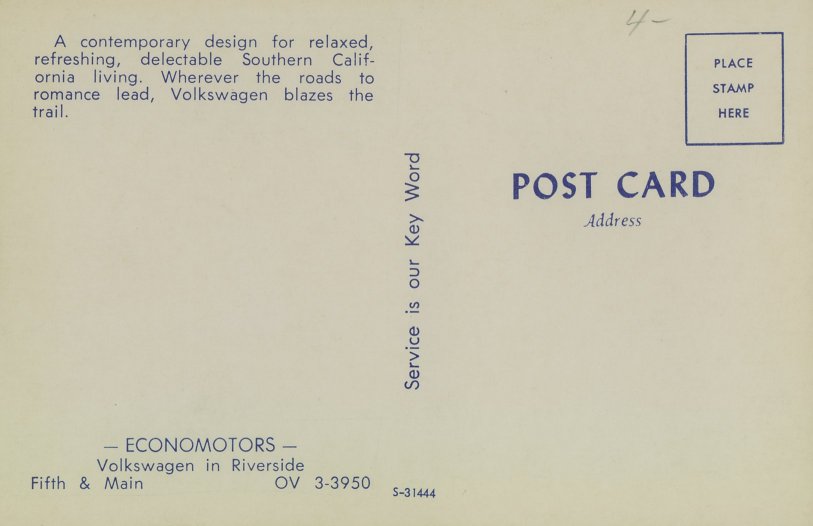 A contemporary design for relaxed,
refreshing, delectable Southern Calif-
ornia living. Wherever the roads to
romance lead, Volkswagen blazes the
trail.
— ECONOMOTORS —
Volkswagen in Riverside
Fifth & Main OV 3-3950
Service is our Key Word
S-31444
4-
PLACE
STAMP
HERE
POST CARD
Address